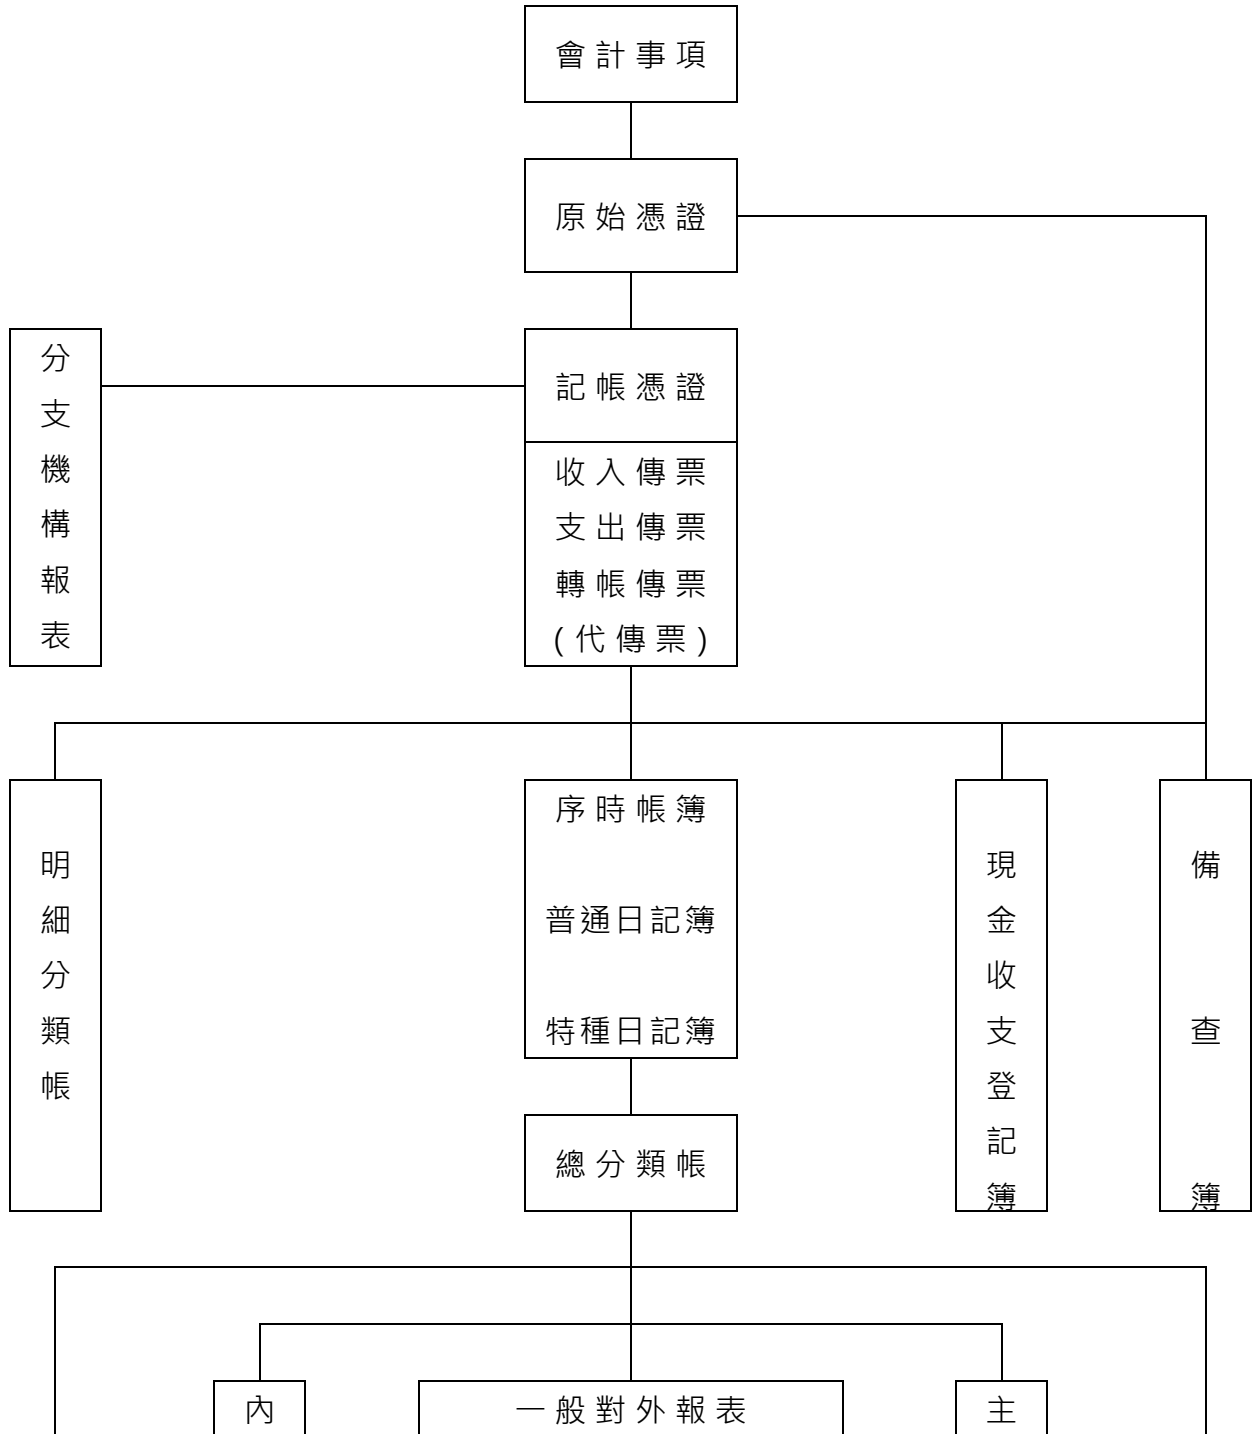 會計事項
原始憑證
分支機構報表
記帳憑證
收入傳票
支出傳票
轉帳傳票
(代傳票)
明細分類帳
序時帳簿
普通日記簿
特種日記簿
現金收支登記簿
備查簿
總分類帳
內
一般對外報表
主